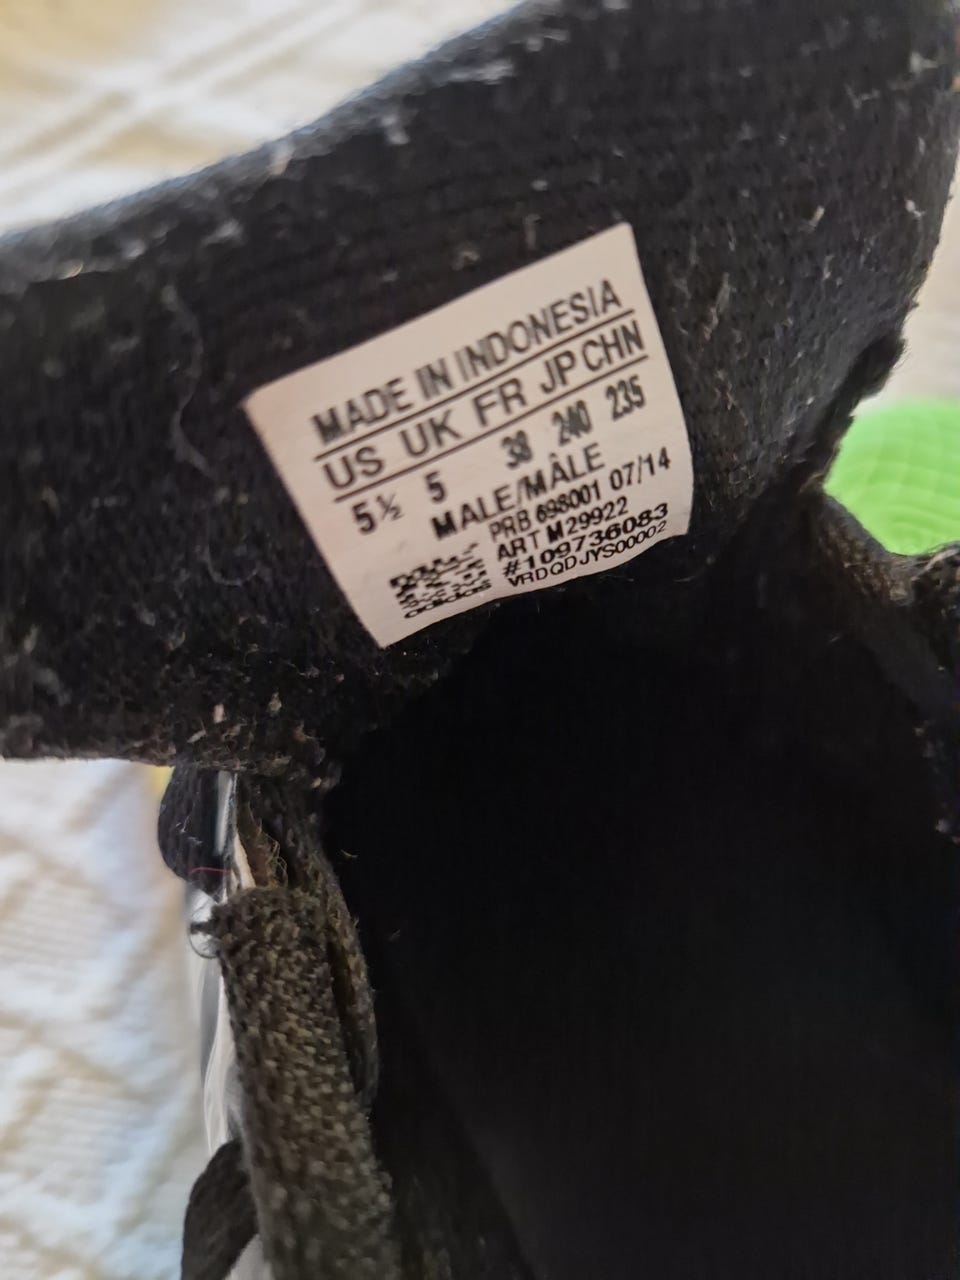 MADE IN INDONESIA
US UK FR JP CHN
5½ 5 38 240 235
MALE/MÂLE
PRB 698001 07/14
ART M29922
#109736083
VRDQDJYS00002
adidas